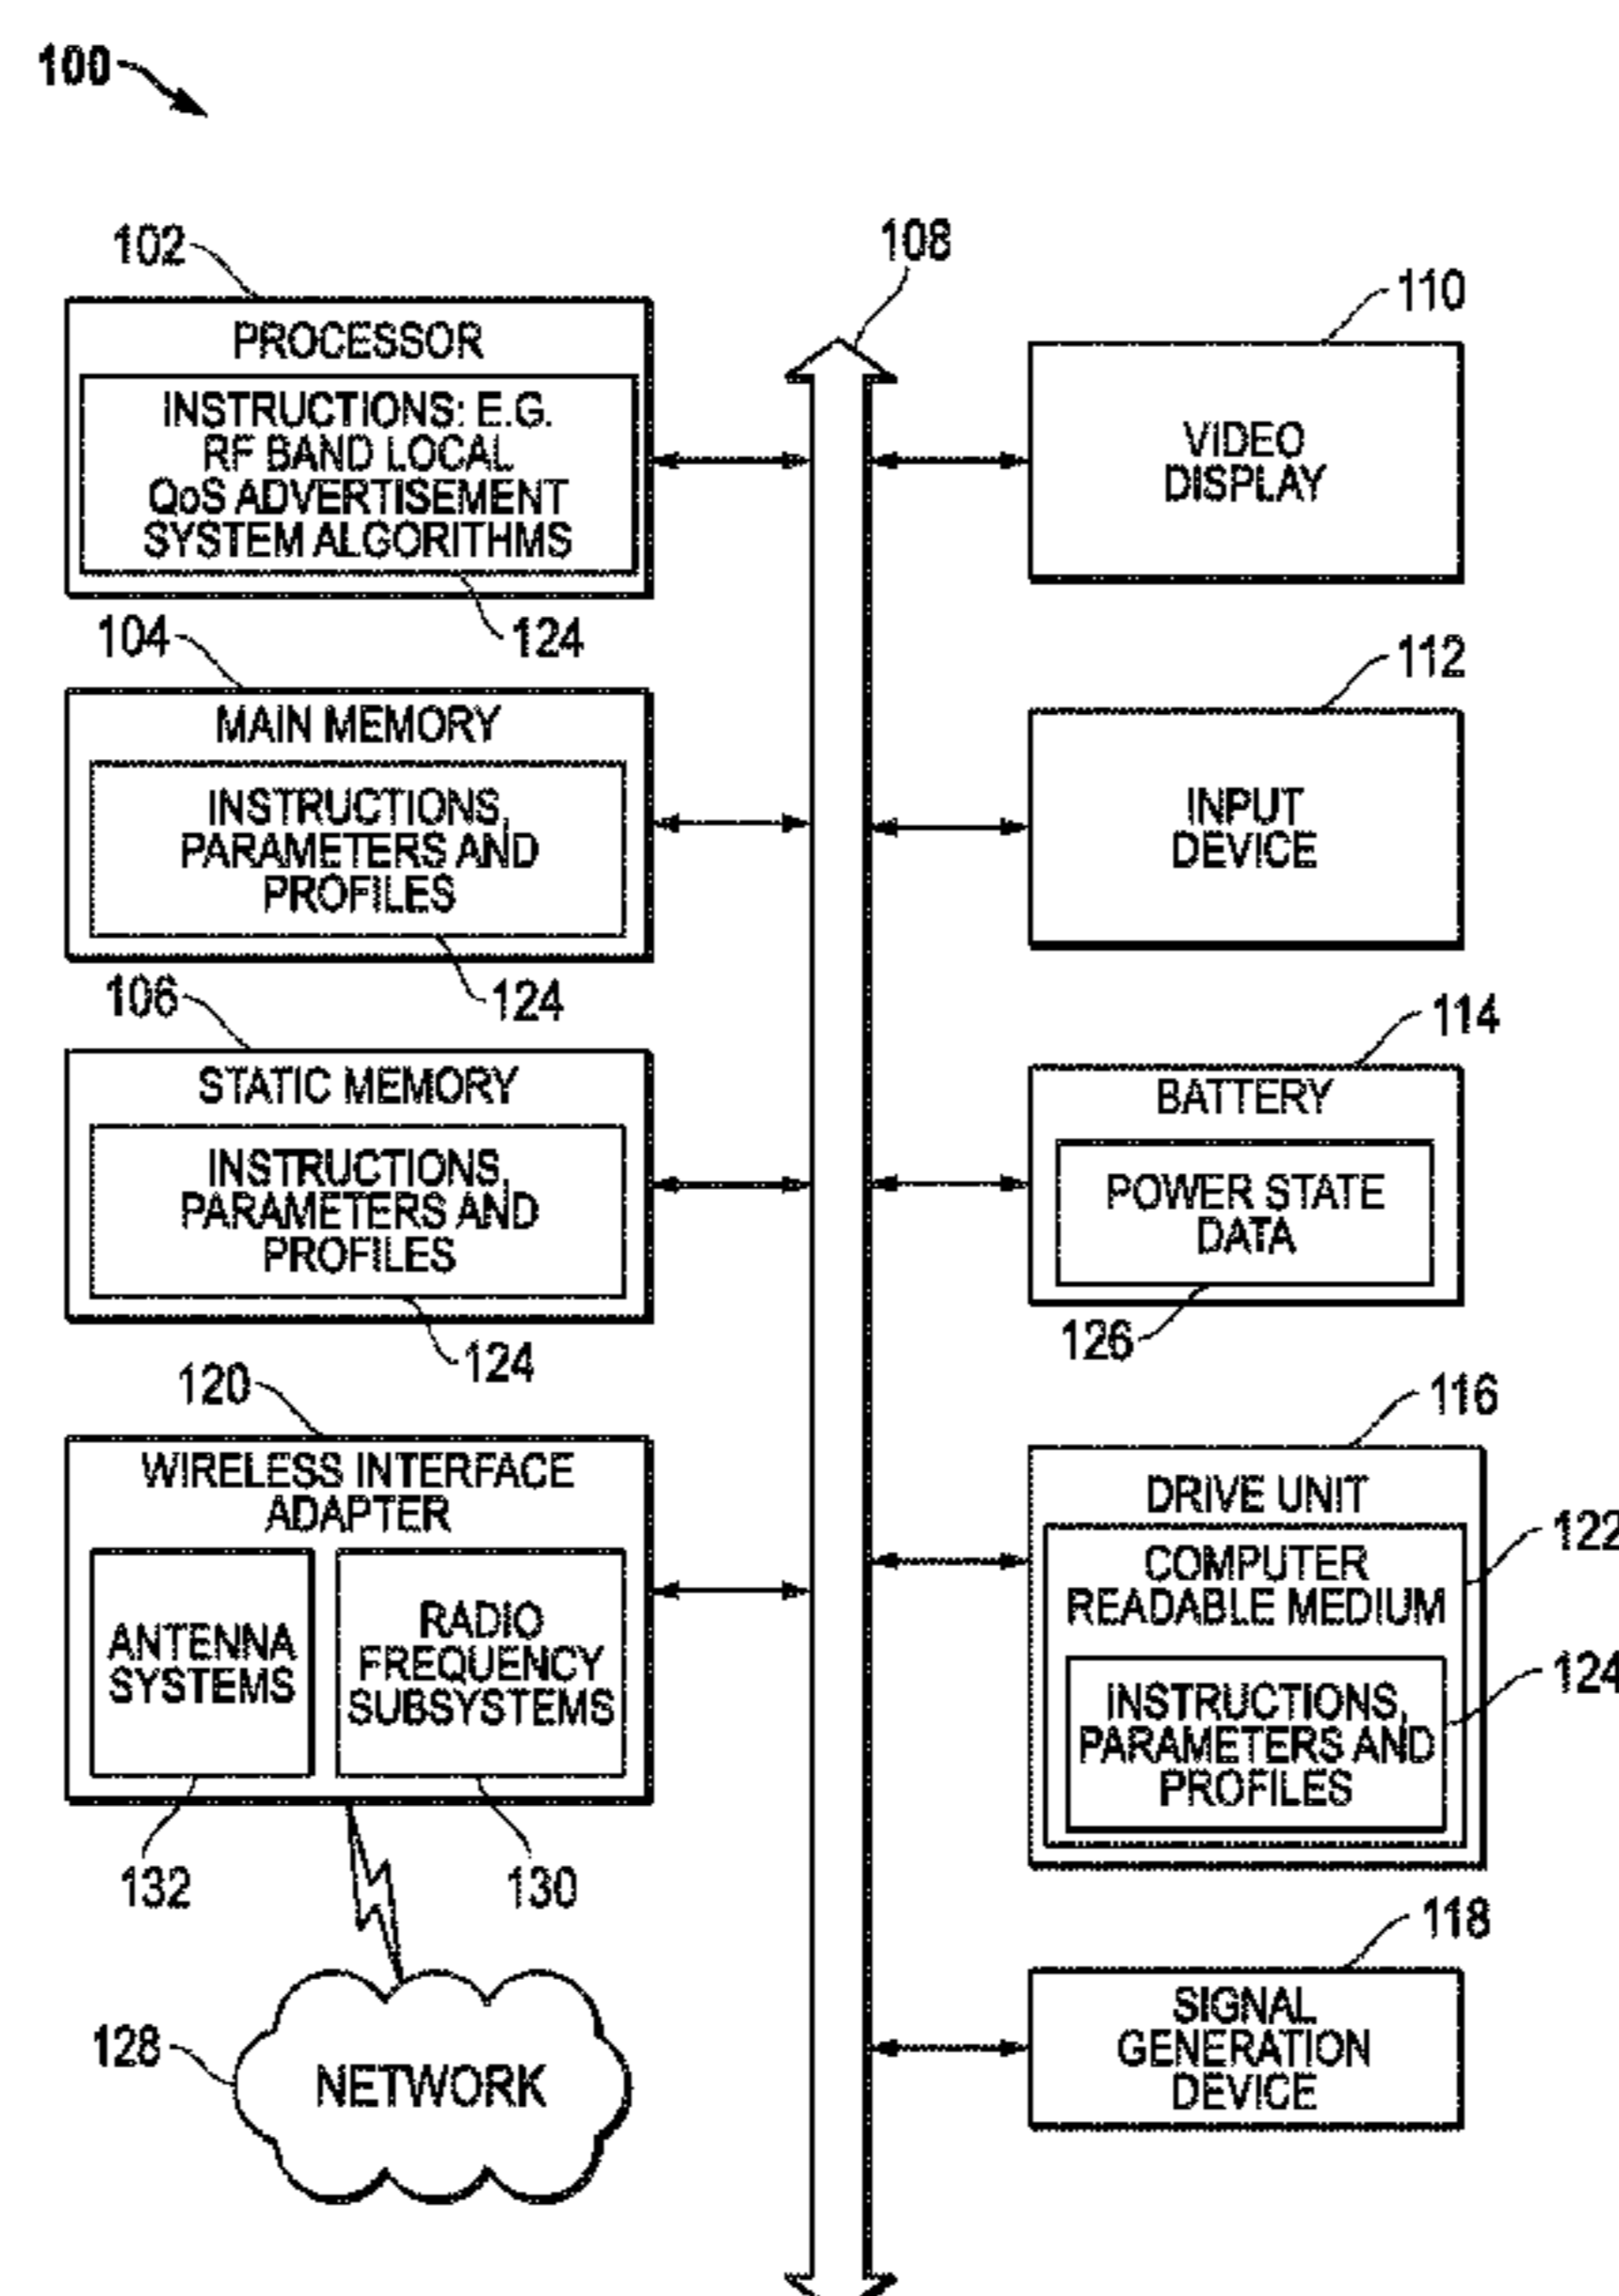 100
102
PROCESSOR
INSTRUCTIONS: E.G.
RF BAND LOCAL
QoS ADVERTISEMENT
SYSTEM ALGORITHMS
124
104
MAIN MEMORY
INSTRUCTIONS,
PARAMETERS AND
PROFILES
124
106
STATIC MEMORY
INSTRUCTIONS,
PARAMETERS AND
PROFILES
124
120
WIRELESS INTERFACE
ADAPTER
ANTENNA
SYSTEMS
RADIO
FREQUENCY
SUBSYSTEMS
132
130
128
NETWORK
108
110
VIDEO
DISPLAY
112
INPUT
DEVICE
114
BATTERY
POWER STATE
DATA
126
116
DRIVE UNIT
122
COMPUTER
READABLE MEDIUM
124
INSTRUCTIONS,
PARAMETERS AND
PROFILES
118
SIGNAL
GENERATION
DEVICE